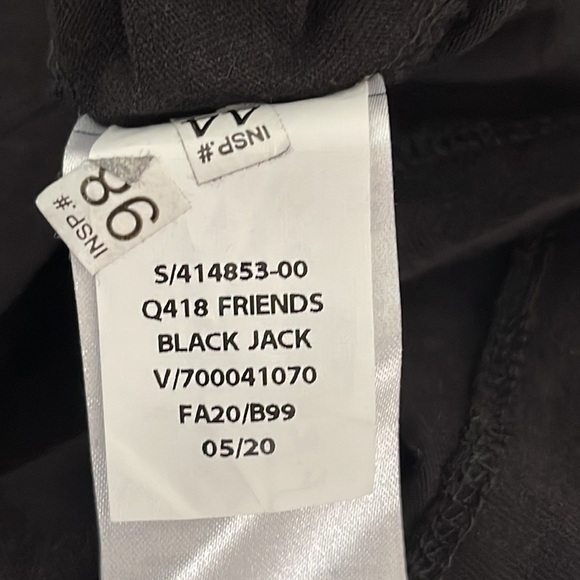 INSP.# 44
INSP.# 98
S/414853-00
Q418 FRIENDS
BLACK JACK
V/700041070
FA20/B99
05/20